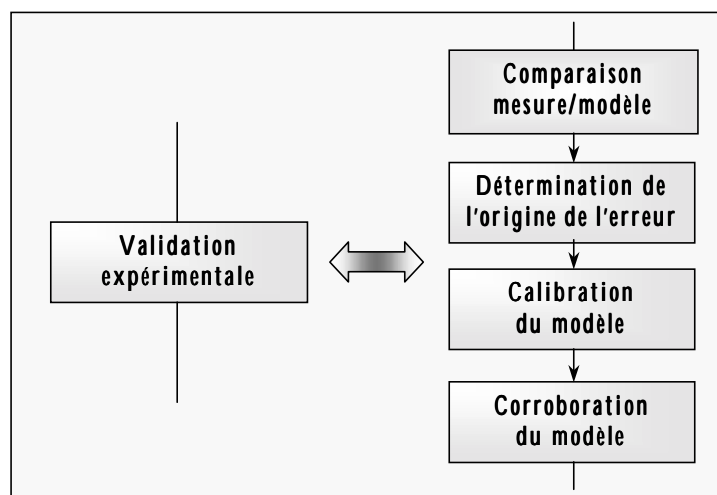 Validation
expérimentale
Comparaison
mesure/modèle
Détermination de
l'origine de l'erreur
Calibration
du modèle
Corroboration
du modèle